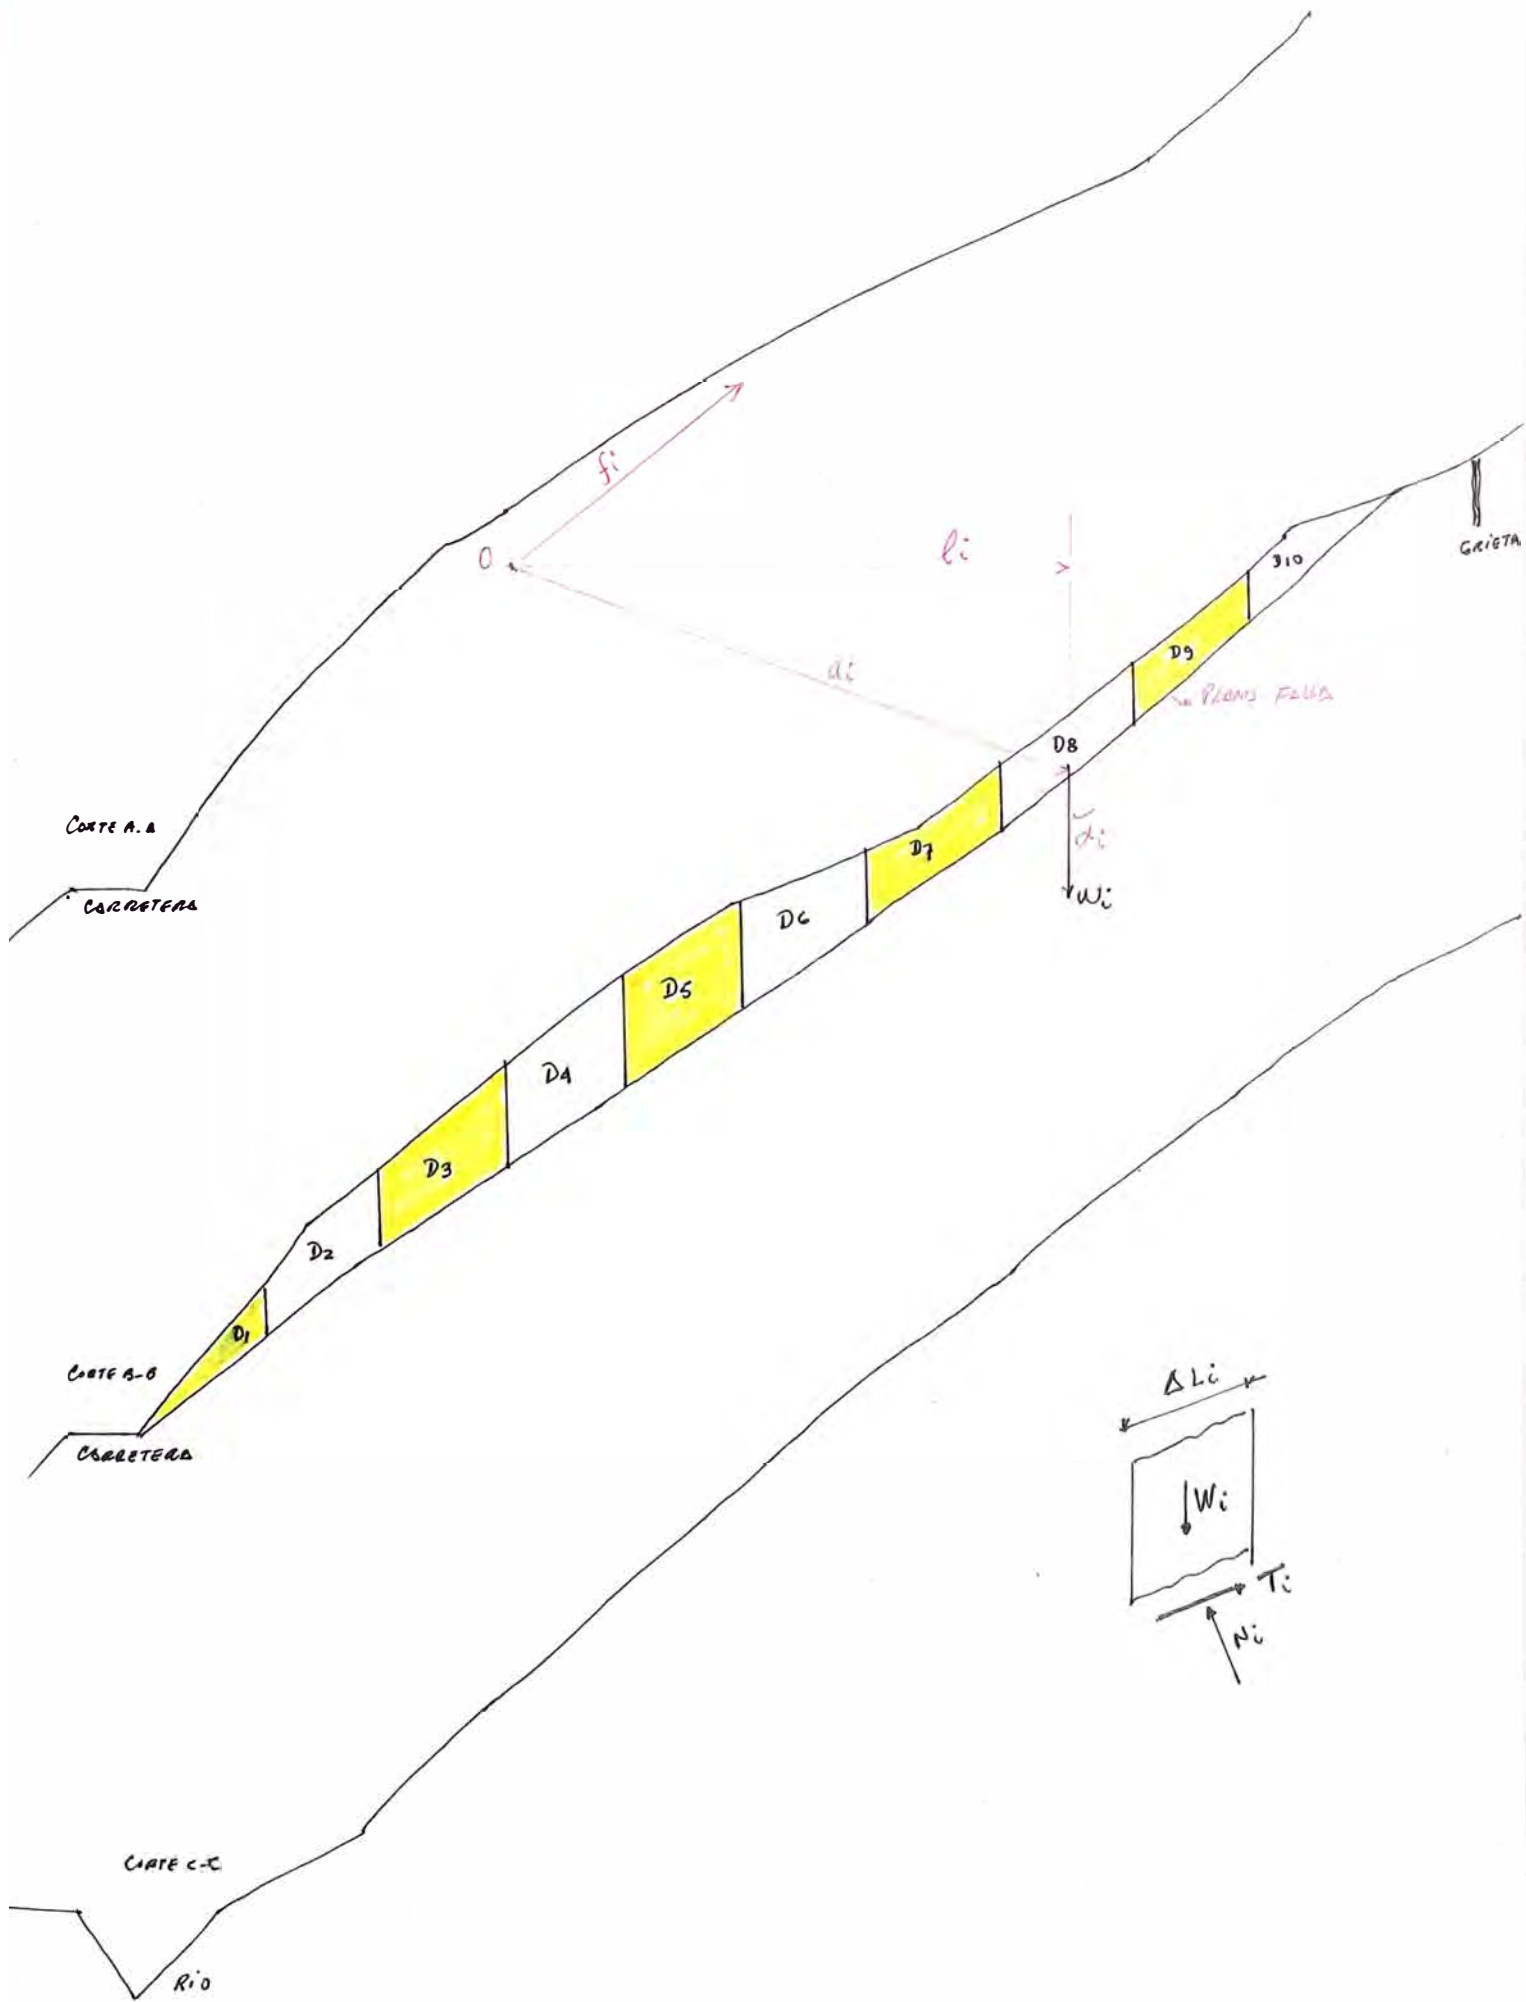 fi
O
li
GRiETA
D10
D9
ai
PLANO FALLA
D8
CORTE A.A
D7
αi
Wi
CARRETERA
D6
D5
D4
D3
D2
D1
CORTE B-B
ΔLi
CARRETERA
Wi
Ti
Ni
CORTE C-C
Rio